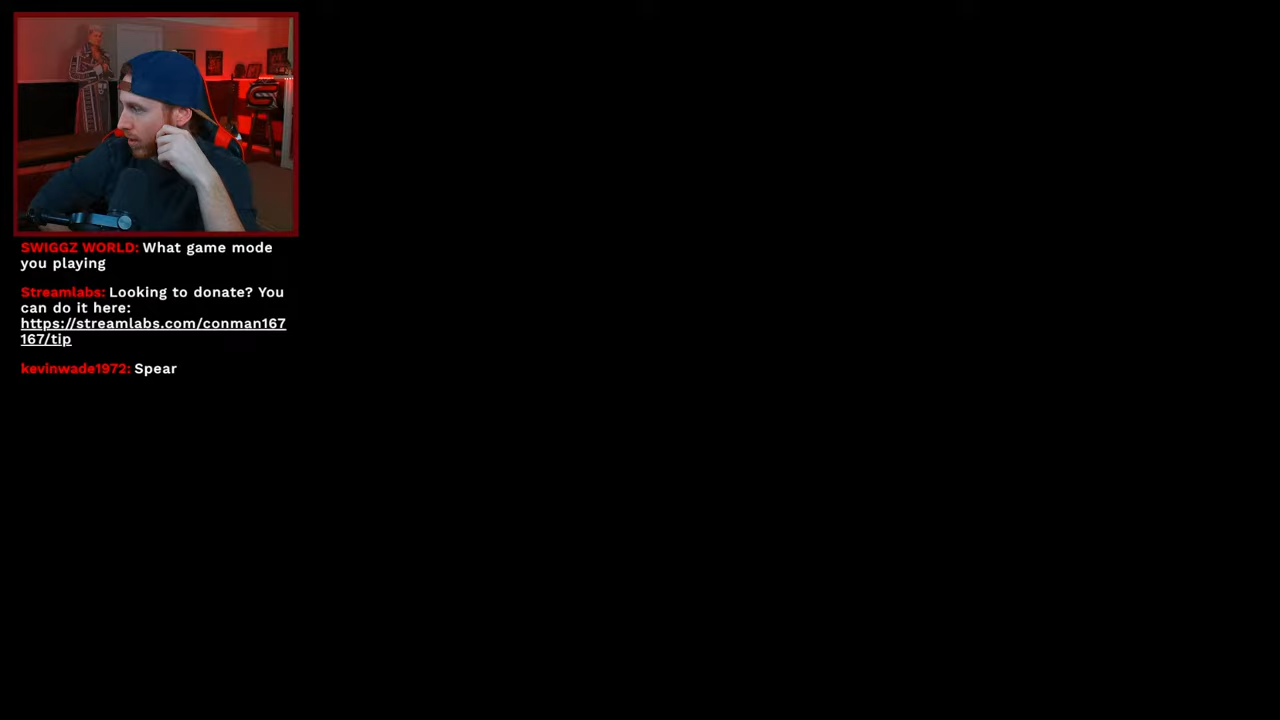 SWIGGZ WORLD: What game mode
you playing
Streamlabs: Looking to donate? You
can do it here:
https://streamlabs.com/conman167
167/tip
kevinwade1972: Spear